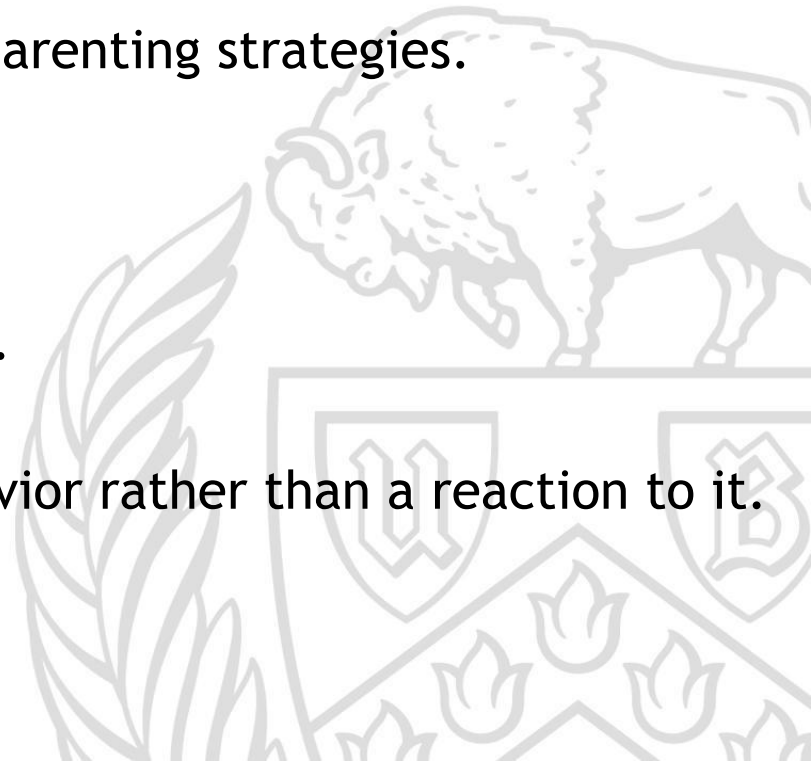 arenting strategies.
.
vior rather than a reaction to it.
U B